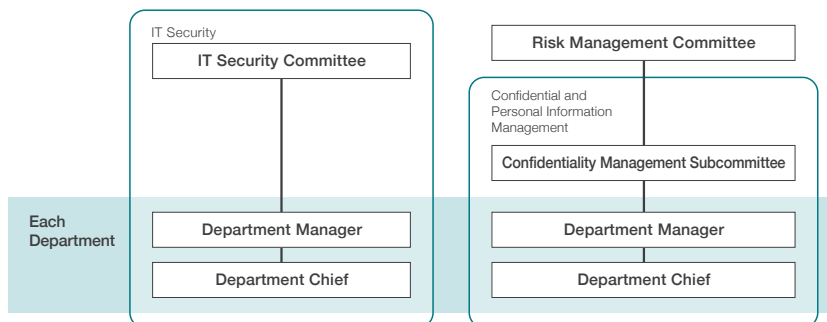 IT Security
IT Security Committee
Risk Management Committee
Confidential and
Personal Information
Management
Confidentiality Management Subcommittee
Each
Department
Department Manager
Department Chief
Department Manager
Department Chief